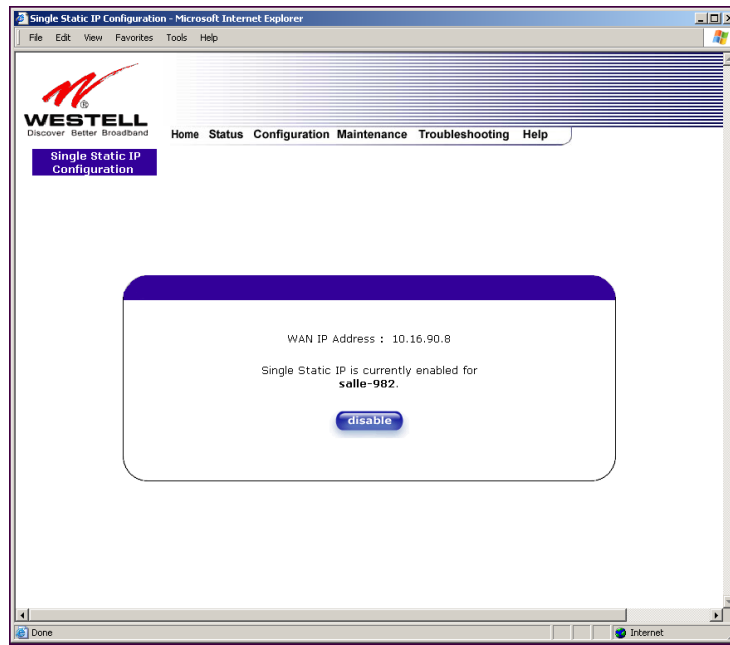 Single Static IP Configuration - Microsoft Internet Explorer
File Edit View Favorites Tools Help
®
WESTELL
Discover Better Broadband
Home Status Configuration Maintenance Troubleshooting Help
Single Static IP
Configuration
WAN IP Address : 10.16.90.8
Single Static IP is currently enabled for
salle-982.
disable
Done
Internet